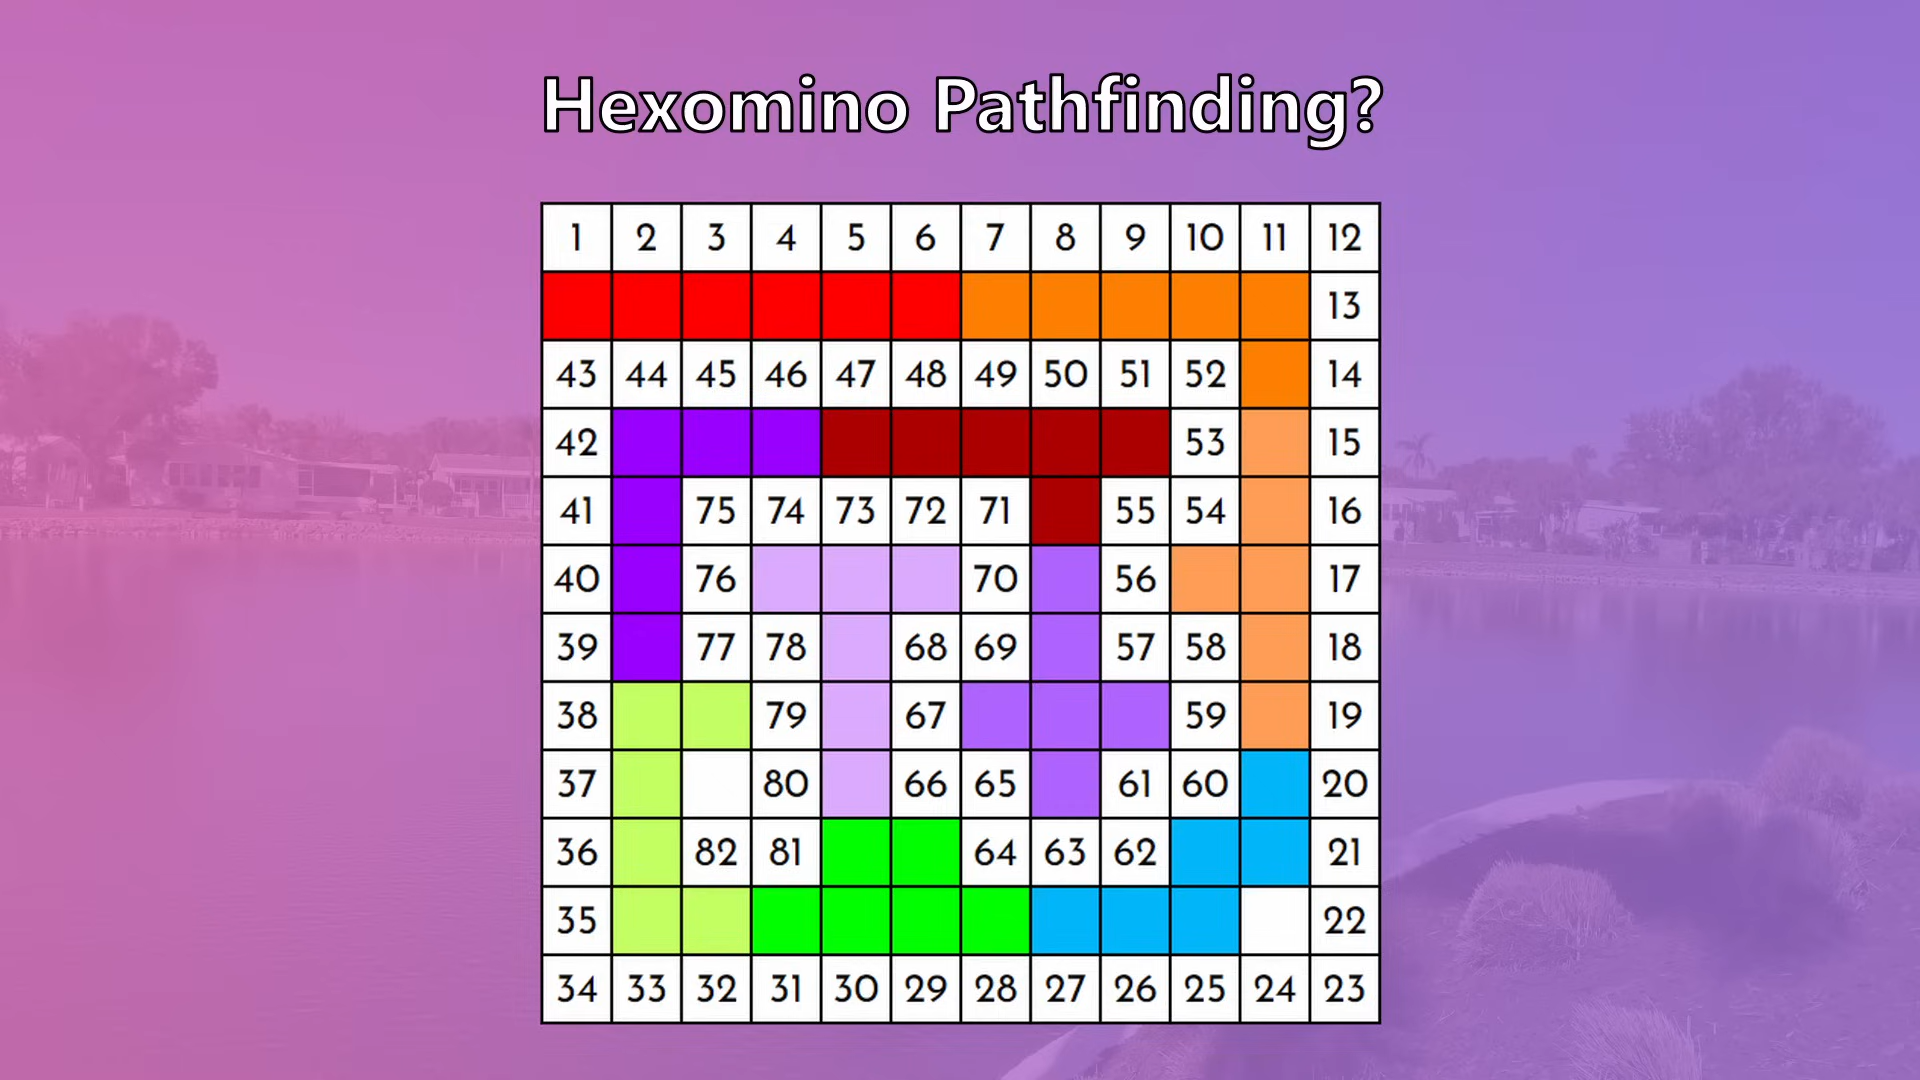 Hexomino Pathfinding?
1 2 3 4 5 6 7 8 9 10 11 12
13
43 44 45 46 47 48 49 50 51 52 14
42 53 15
41 75 74 73 72 71 55 54 16
40 76 70 56 17
39 77 78 68 69 57 58 18
38 79 67 59 19
37 80 66 65 61 60 20
36 82 81 64 63 62 21
35 22
34 33 32 31 30 29 28 27 26 25 24 23